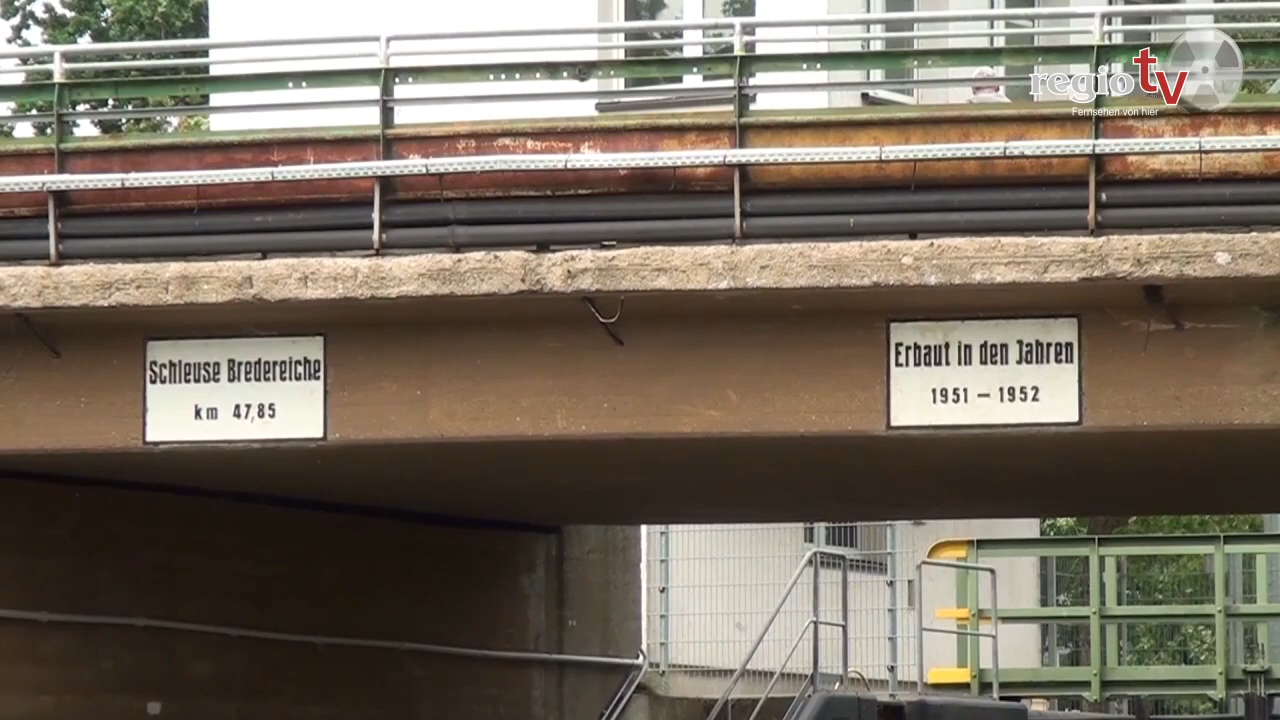 regio tv
Fernsehen von hier
Schleuse Bredereiche
km 47,85
Erbaut in den Jahren
1951 – 1952